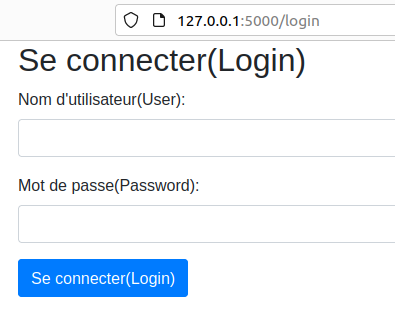 127.0.0.1:5000/login
Se connecter(Login)
Nom d'utilisateur(User):
Mot de passe(Password):
Se connecter(Login)